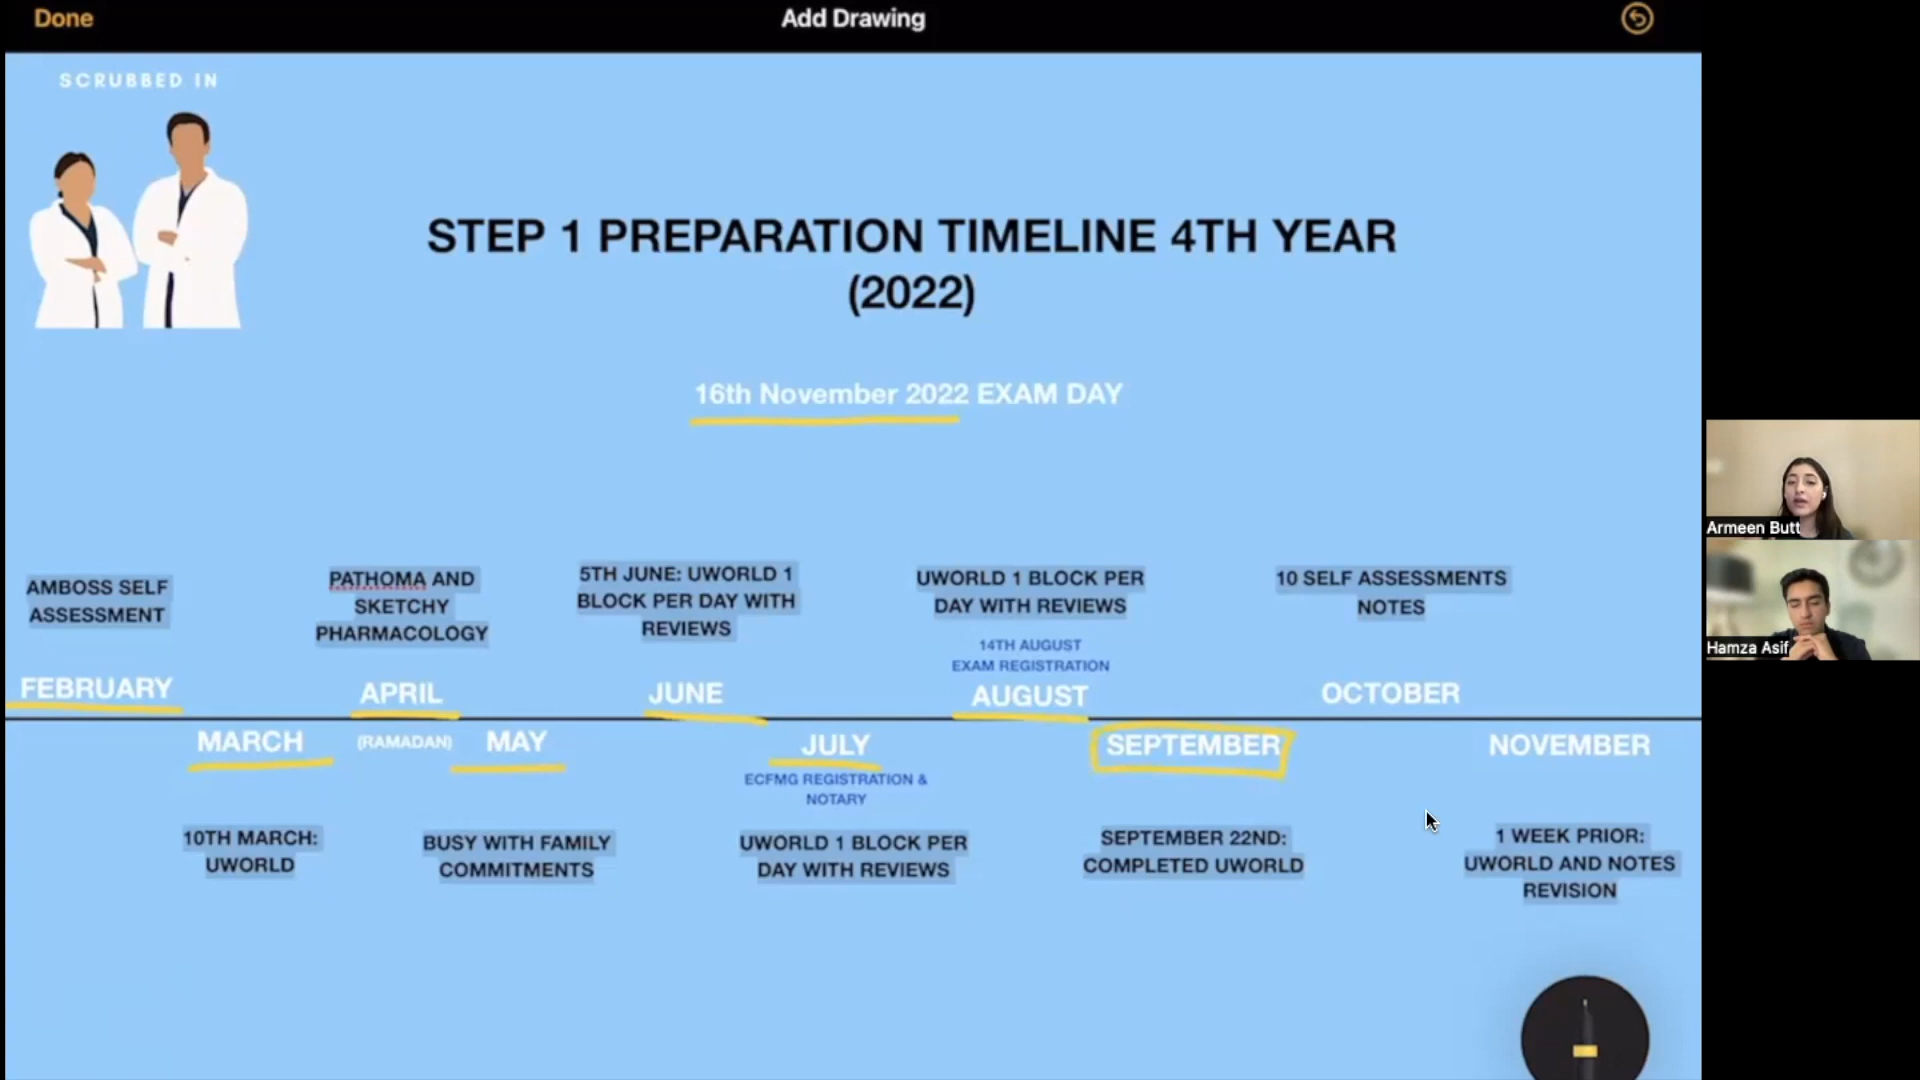 Done
Add Drawing
SCRUBBED IN
STEP 1 PREPARATION TIMELINE 4TH YEAR
(2022)
16th November 2022 EXAM DAY
AMBOSS SELF
ASSESSMENT
FEBRUARY
10TH MARCH:
UWORLD
MARCH
PATHOMA AND
SKETCHY
PHARMACOLOGY
APRIL
(RAMADAN)
MAY
BUSY WITH FAMILY
COMMITMENTS
5TH JUNE: UWORLD 1
BLOCK PER DAY WITH
REVIEWS
JUNE
JULY
ECFMG REGISTRATION &
NOTARY
UWORLD 1 BLOCK PER
DAY WITH REVIEWS
UWORLD 1 BLOCK PER
DAY WITH REVIEWS
14TH AUGUST
EXAM REGISTRATION
AUGUST
SEPTEMBER
SEPTEMBER 22ND:
COMPLETED UWORLD
10 SELF ASSESSMENTS
NOTES
OCTOBER
NOVEMBER
1 WEEK PRIOR:
UWORLD AND NOTES
REVISION
Armeen Butt
Hamza Asif